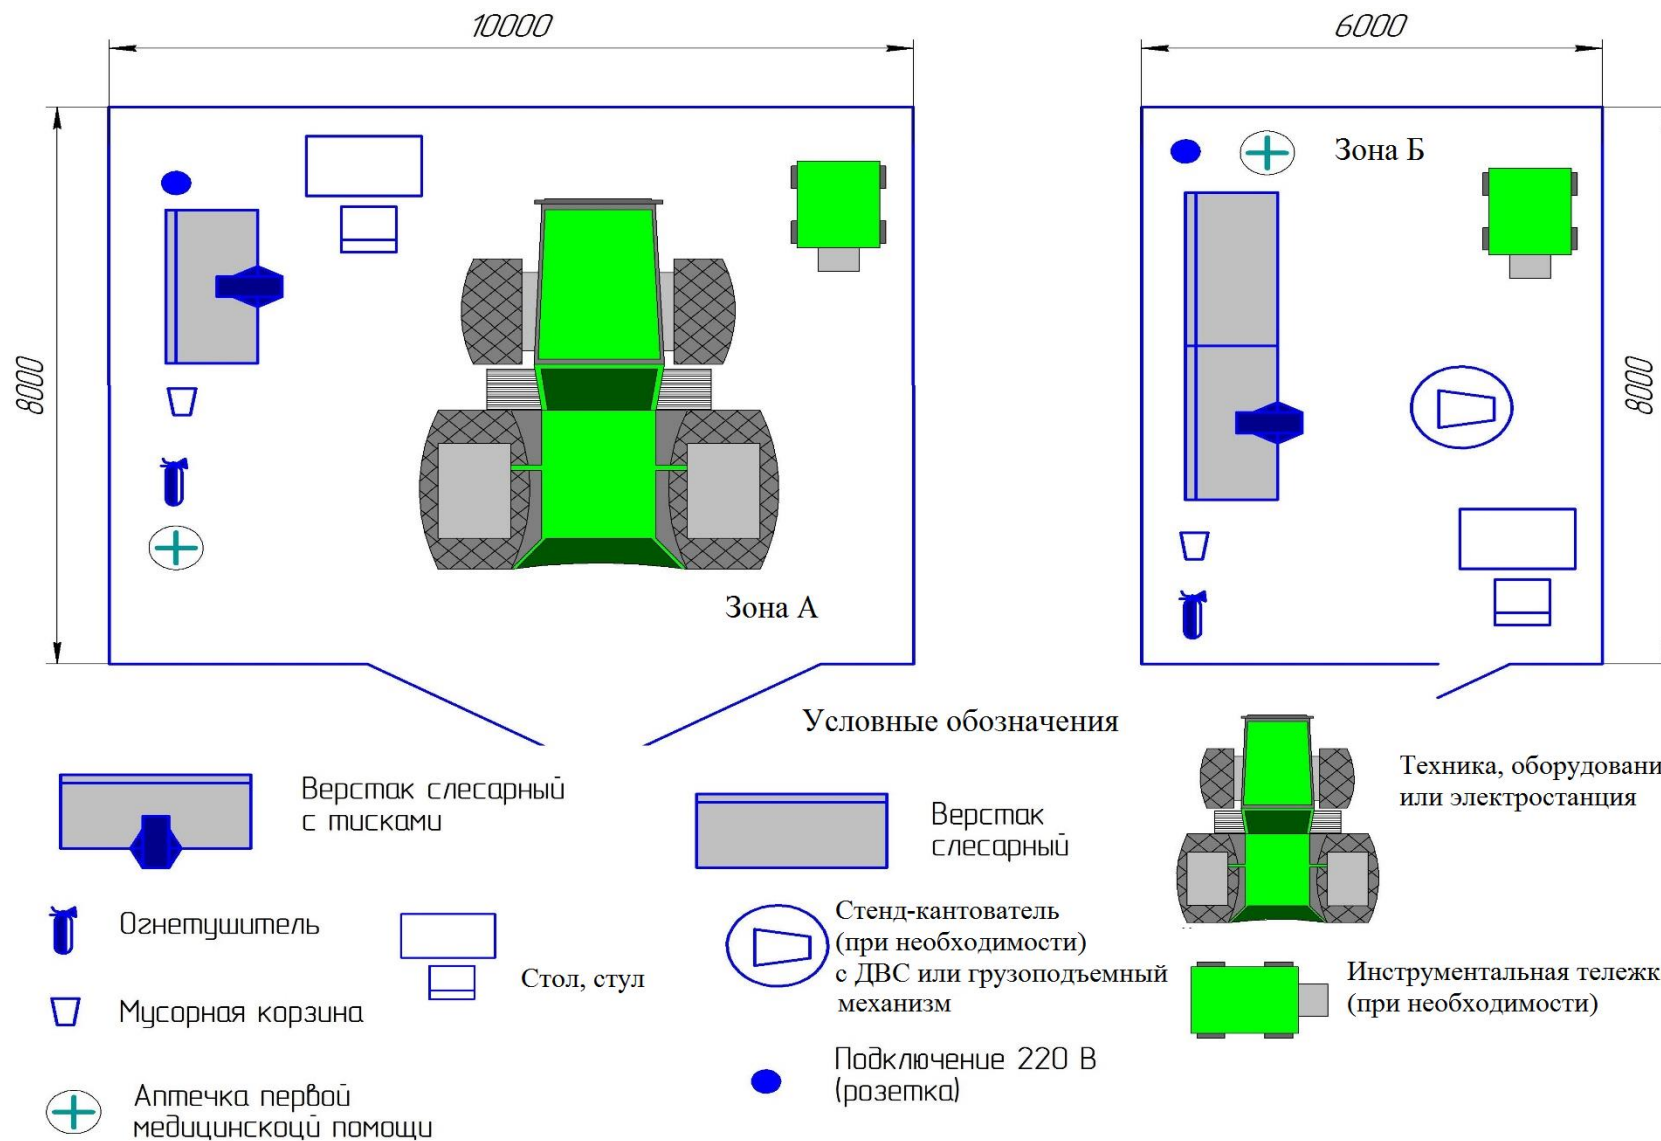 10000
6000
Зона Б
8000
8000
Зона А
Условные обозначения
Верстак слесарный
с тисками
Верстак
слесарный
Техника, оборудовани
или электростанция
Огнетушитель
Стол, стул
Стенд-кантователь
(при необходимости)
с ДВС или грузоподъемный
механизм
Инструментальная тележк
(при необходимости)
Мусорная корзина
Подключение 220 В
(розетка)
Аптечка первой
медицинскоци помощи